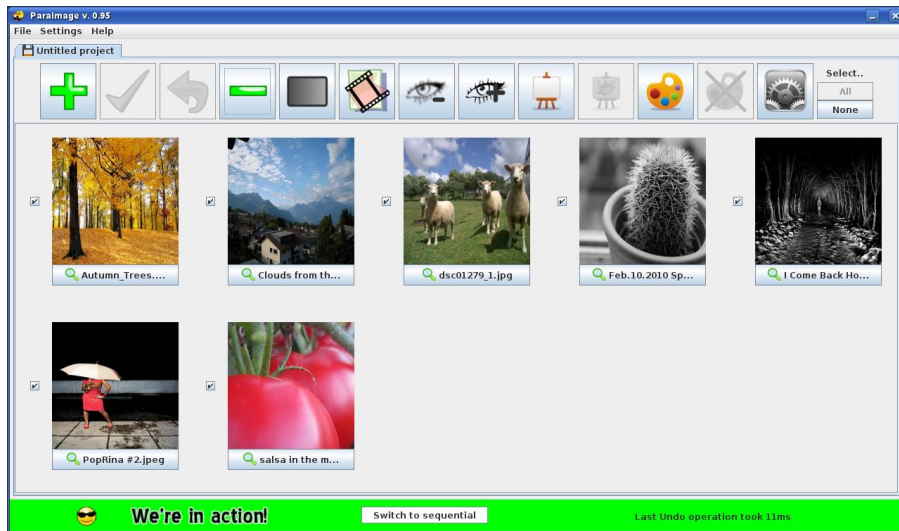 ParaImage v. 0.95
File Settings Help
Untitled project
Select..
All
None
Autumn_Trees....
Clouds from th...
dsc01279_1.jpg
Feb.10.2010 Sp...
I Come Back Ho...
PopRina #2.jpeg
salsa in the m...
We're in action!
Switch to sequential
Last Undo operation took 11ms